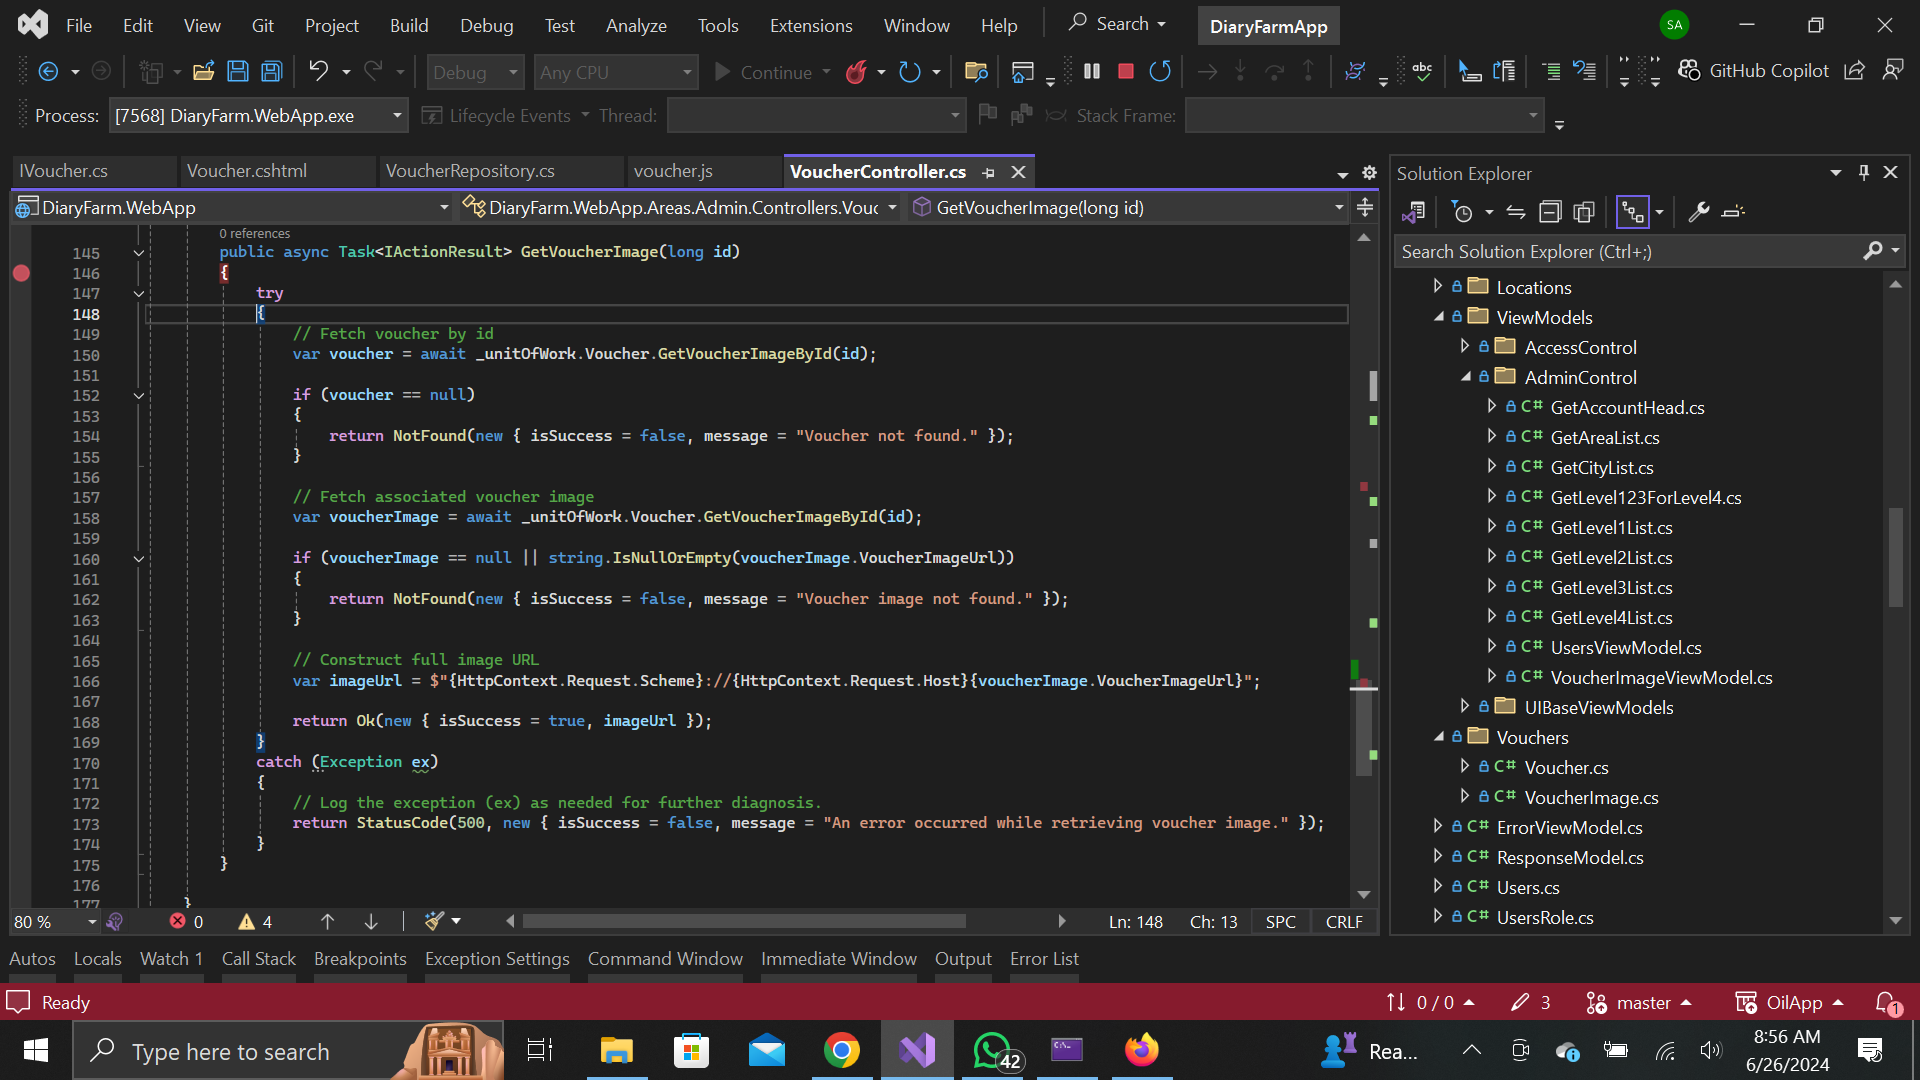 File Edit View Git Project Build Debug Test Analyze Tools Extensions Window Help Search DiaryFarmApp SA
Debug Any CPU Continue abc GitHub Copilot
Process: [7568] DiaryFarm.WebApp.exe Lifecycle Events Thread: Stack Frame:
IVoucher.cs Voucher.cshtml VoucherRepository.cs voucher.js VoucherController.cs
DiaryFarm.WebApp DiaryFarm.WebApp.Areas.Admin.Controllers.Vouc GetVoucherImage(long id)
0 references
145 public async Task<IActionResult> GetVoucherImage(long id)
146 {
147 try
148 {
149 // Fetch voucher by id
150 var voucher = await _unitOfWork.Voucher.GetVoucherImageById(id);
151
152 if (voucher == null)
153 {
154 return NotFound(new { isSuccess = false, message = "Voucher not found." });
155 }
156
157 // Fetch associated voucher image
158 var voucherImage = await _unitOfWork.Voucher.GetVoucherImageById(id);
159
160 if (voucherImage == null || string.IsNullOrEmpty(voucherImage.VoucherImageUrl))
161 {
162 return NotFound(new { isSuccess = false, message = "Voucher image not found." });
163 }
164
165 // Construct full image URL
166 var imageUrl = $"{HttpContext.Request.Scheme}://{HttpContext.Request.Host}{voucherImage.VoucherImageUrl}";
167
168 return Ok(new { isSuccess = true, imageUrl });
169 }
170 catch (Exception ex)
171 {
172 // Log the exception (ex) as needed for further diagnosis.
173 return StatusCode(500, new { isSuccess = false, message = "An error occurred while retrieving voucher image." });
174 }
175 }
176
177 }
80 % 0 4 Ln: 148 Ch: 13 SPC CRLF
Solution Explorer
Search Solution Explorer (Ctrl+;)
Locations
ViewModels
AccessControl
AdminControl
C# GetAccountHead.cs
C# GetAreaList.cs
C# GetCityList.cs
C# GetLevel123ForLevel4.cs
C# GetLevel1List.cs
C# GetLevel2List.cs
C# GetLevel3List.cs
C# GetLevel4List.cs
C# UsersViewModel.cs
C# VoucherImageViewModel.cs
UIBaseViewModels
Vouchers
C# Voucher.cs
C# VoucherImage.cs
C# ErrorViewModel.cs
C# ResponseModel.cs
C# Users.cs
C# UsersRole.cs
Autos Locals Watch 1 Call Stack Breakpoints Exception Settings Command Window Immediate Window Output Error List
Ready 0 / 0 3 master OilApp 1
Type here to search 42 Rea... 8:56 AM
6/26/2024